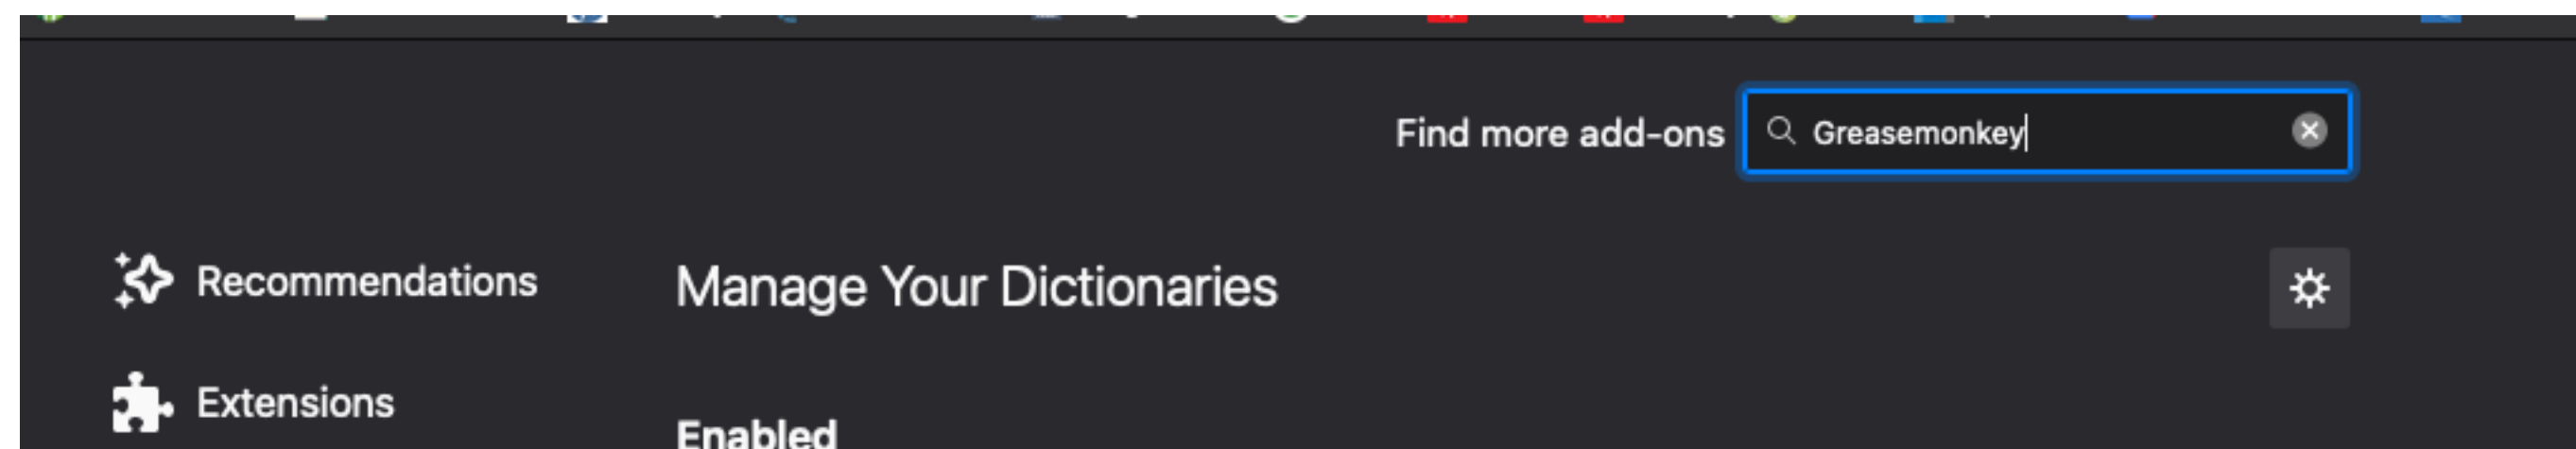 Find more add-ons
Greasemonkey
Recommendations
Manage Your Dictionaries
Extensions
Enabled